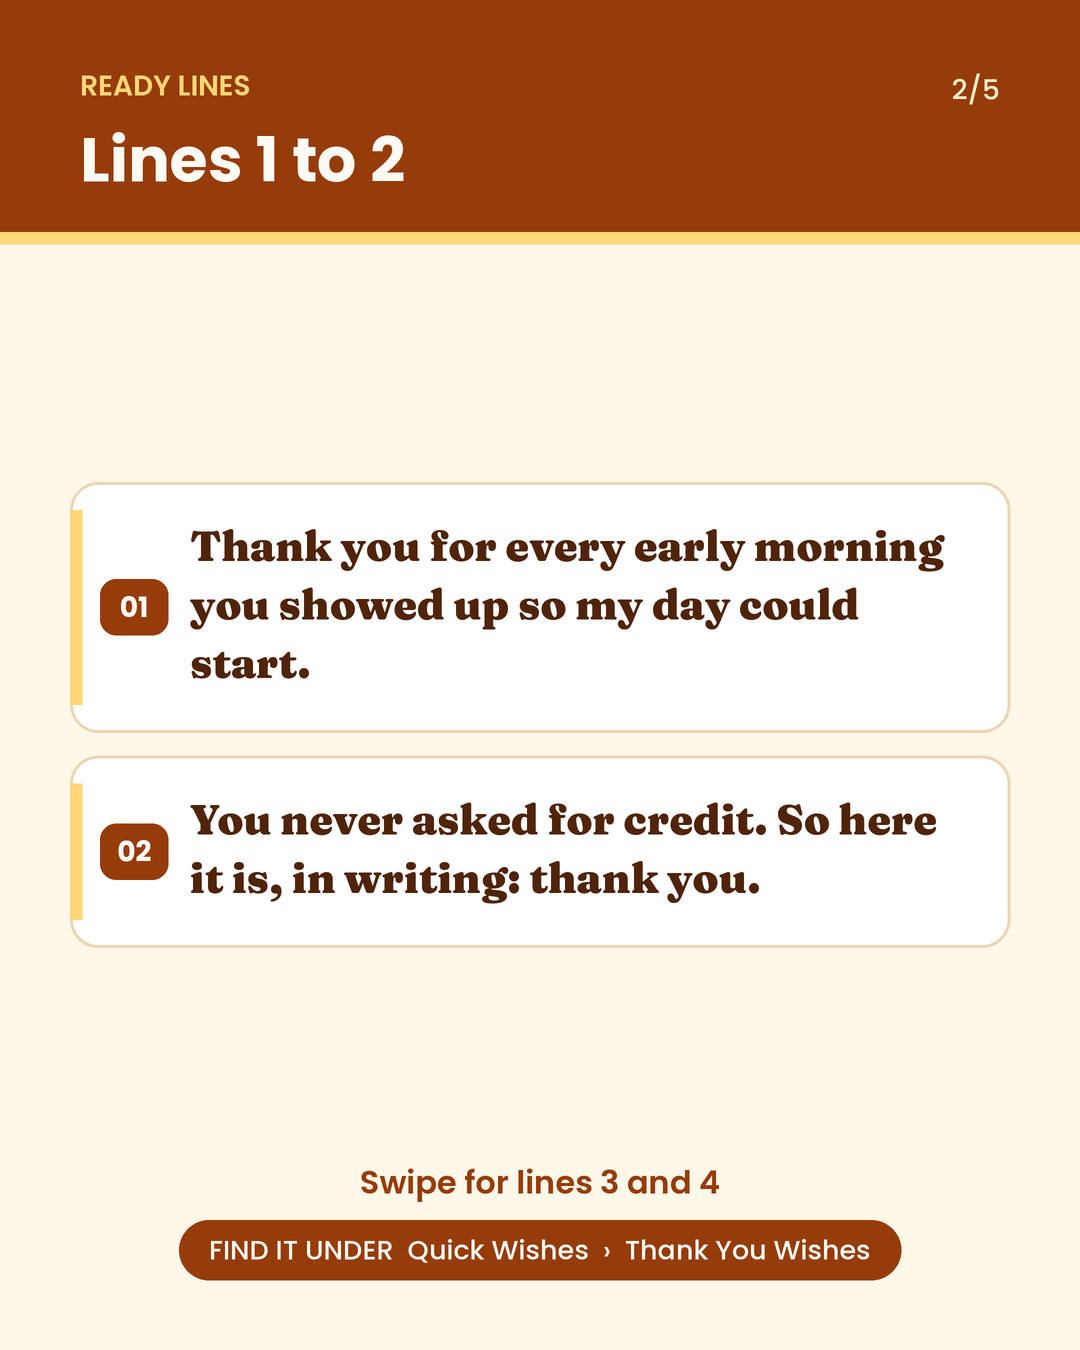 READY LINES
2/5
Lines 1 to 2
01
Thank you for every early morning
you showed up so my day could
start.
02
You never asked for credit. So here
it is, in writing: thank you.
Swipe for lines 3 and 4
FIND IT UNDER Quick Wishes › Thank You Wishes